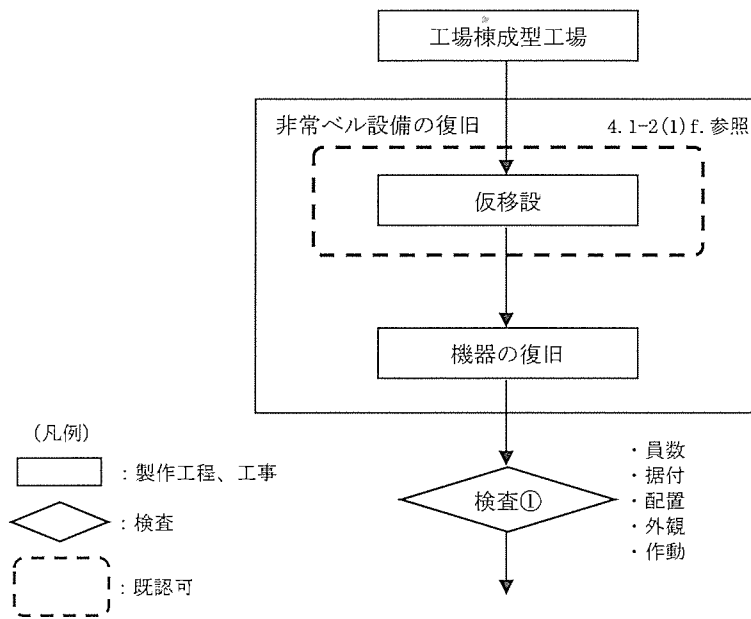 工場棟成型工場
非常ベル設備の復旧 4.1-2(1)f.参照
仮移設
機器の復旧
検査①
・員数
・据付
・配置
・外観
・作動
(凡例)
：製作工程、工事
：検査
：既認可